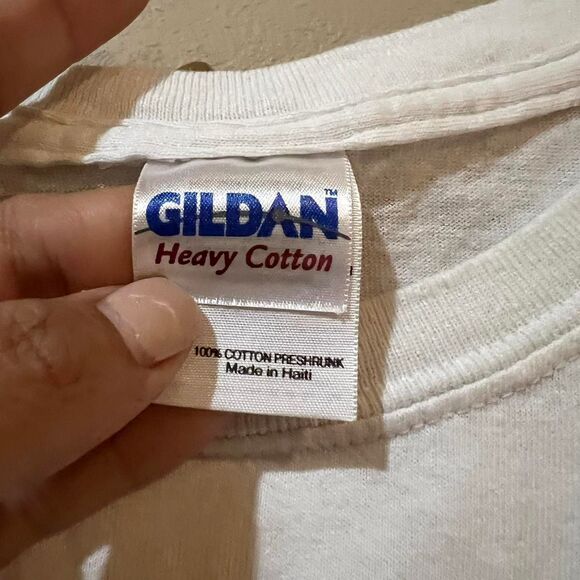 GILDAN™
Heavy Cotton
100% COTTON PRESHRUNK
Made in Haiti